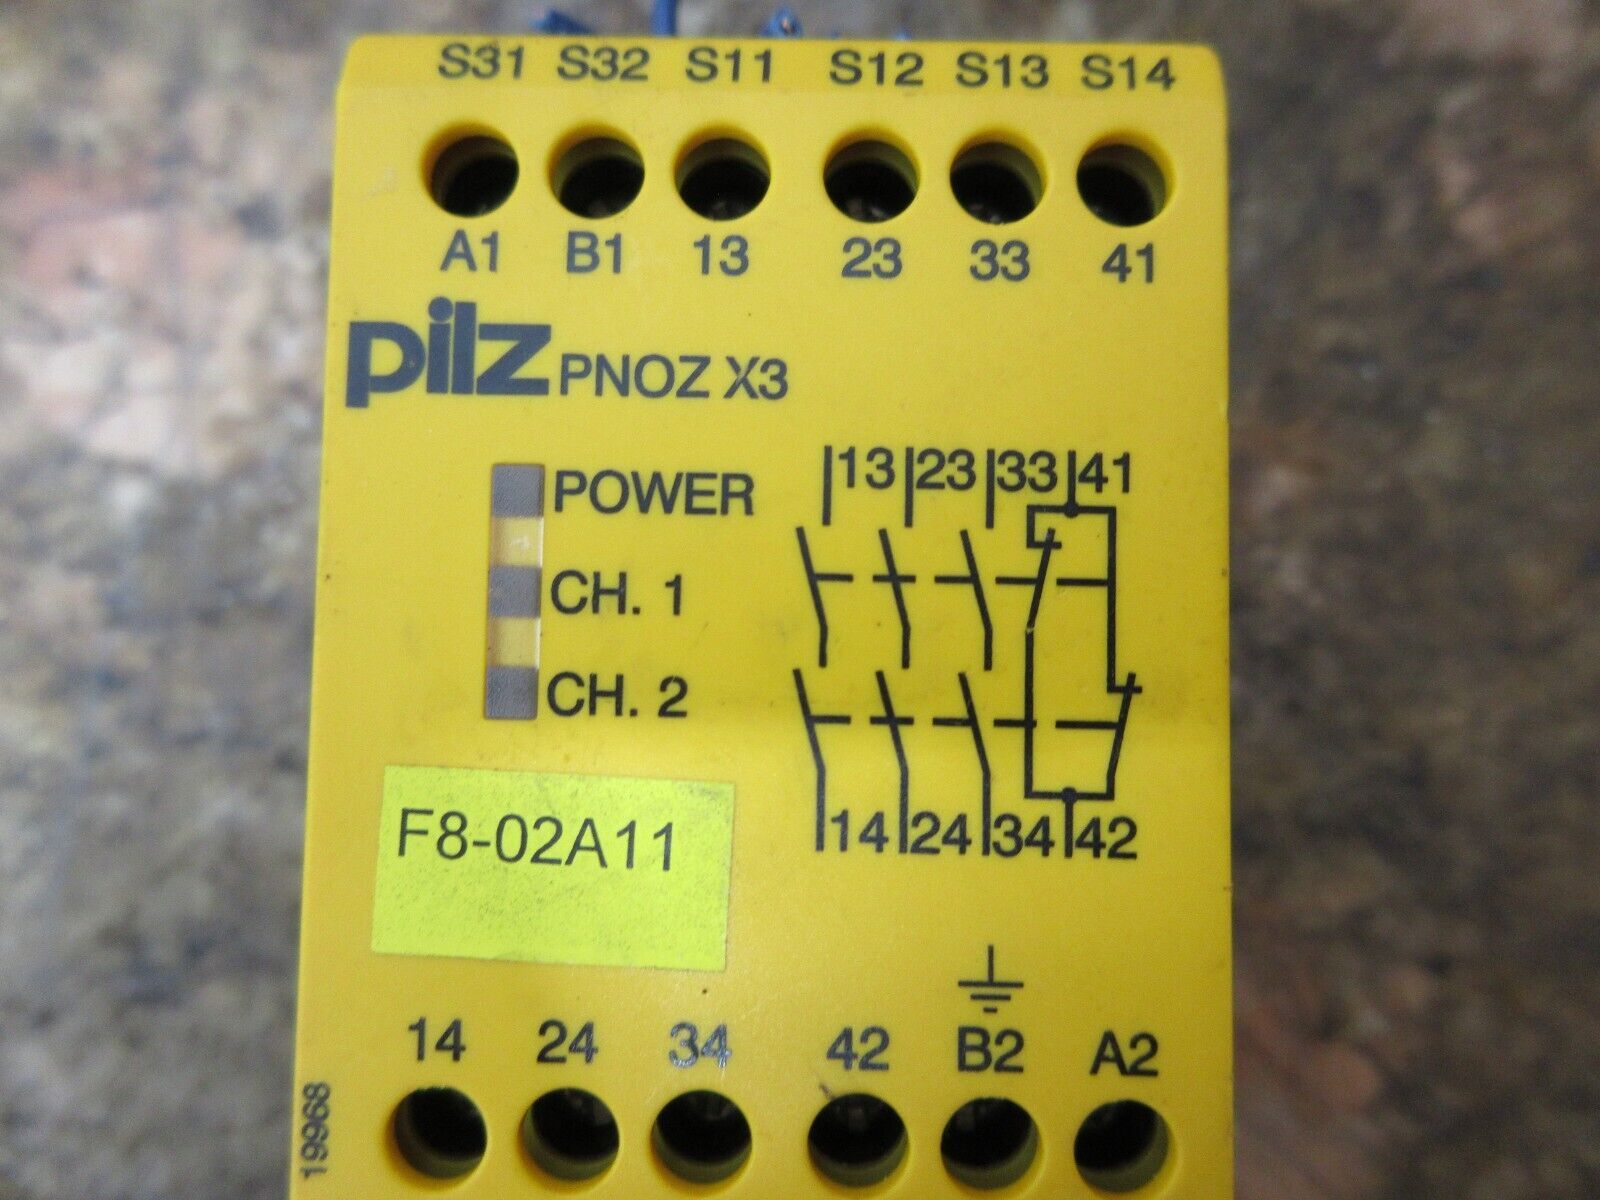 S31 S32 S11 S12 S13 S14
A1 B1 13 23 33 41
pilz PNOZ X3
POWER
CH. 1
CH. 2
13 23 33 41
14 24 34 42
F8-02A11
14 24 34 42 B2 A2
19968